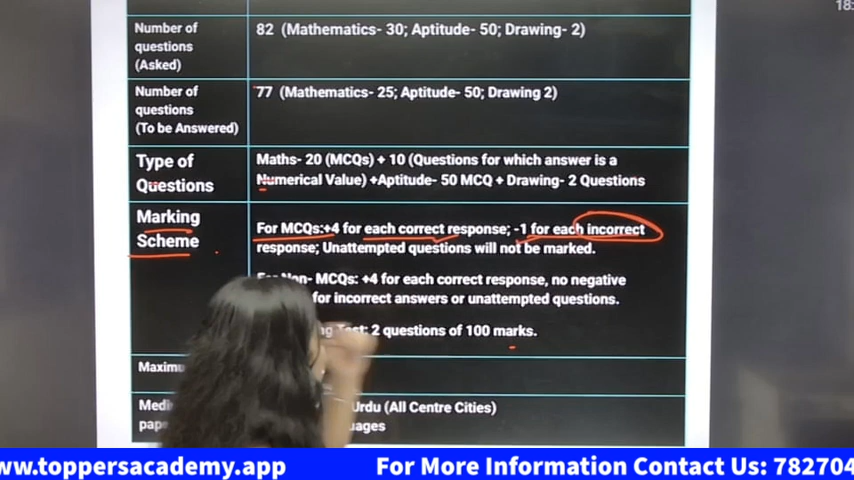 18:
Number of
questions
(Asked)
82 (Mathematics- 30; Aptitude- 50; Drawing- 2)
Number of
questions
(To be Answered)
77 (Mathematics- 25; Aptitude- 50; Drawing 2)
Type of
Questions
Maths- 20 (MCQs) + 10 (Questions for which answer is a
Numerical Value) +Aptitude- 50 MCQ + Drawing- 2 Questions
Marking
Scheme
For MCQs:+4 for each correct response; -1 for each incorrect
response; Unattempted questions will not be marked.
Non- MCQs: +4 for each correct response, no negative
for incorrect answers or unattempted questions.
2 questions of 100 marks.
Urdu (All Centre Cities)
ww.toppersacademy.app
For More Information Contact Us: 782704